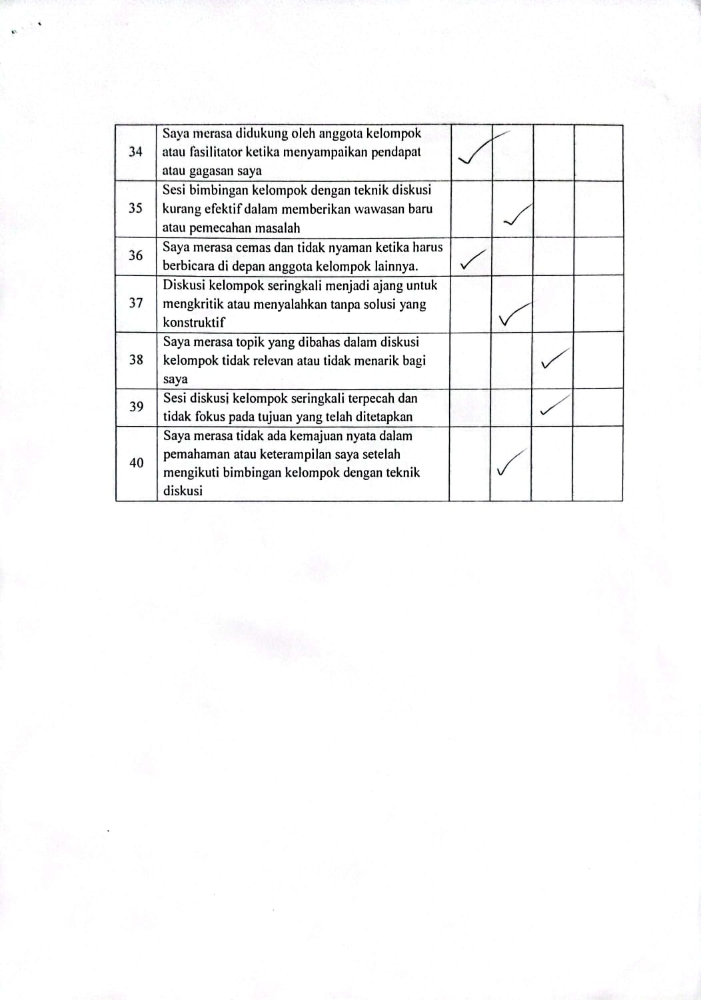 34
Saya merasa didukung oleh anggota kelompok
atau fasilitator ketika menyampaikan pendapat
atau gagasan saya
35
Sesi bimbingan kelompok dengan teknik diskusi
kurang efektif dalam memberikan wawasan baru
atau pemecahan masalah
36
Saya merasa cemas dan tidak nyaman ketika harus
berbicara di depan anggota kelompok lainnya.
37
Diskusi kelompok seringkali menjadi ajang untuk
mengkritik atau menyalahkan tanpa solusi yang
konstruktif
38
Saya merasa topik yang dibahas dalam diskusi
kelompok tidak relevan atau tidak menarik bagi
saya
39
Sesi diskusi kelompok seringkali terpecah dan
tidak fokus pada tujuan yang telah ditetapkan
40
Saya merasa tidak ada kemajuan nyata dalam
pemahaman atau keterampilan saya setelah
mengikuti bimbingan kelompok dengan teknik
diskusi